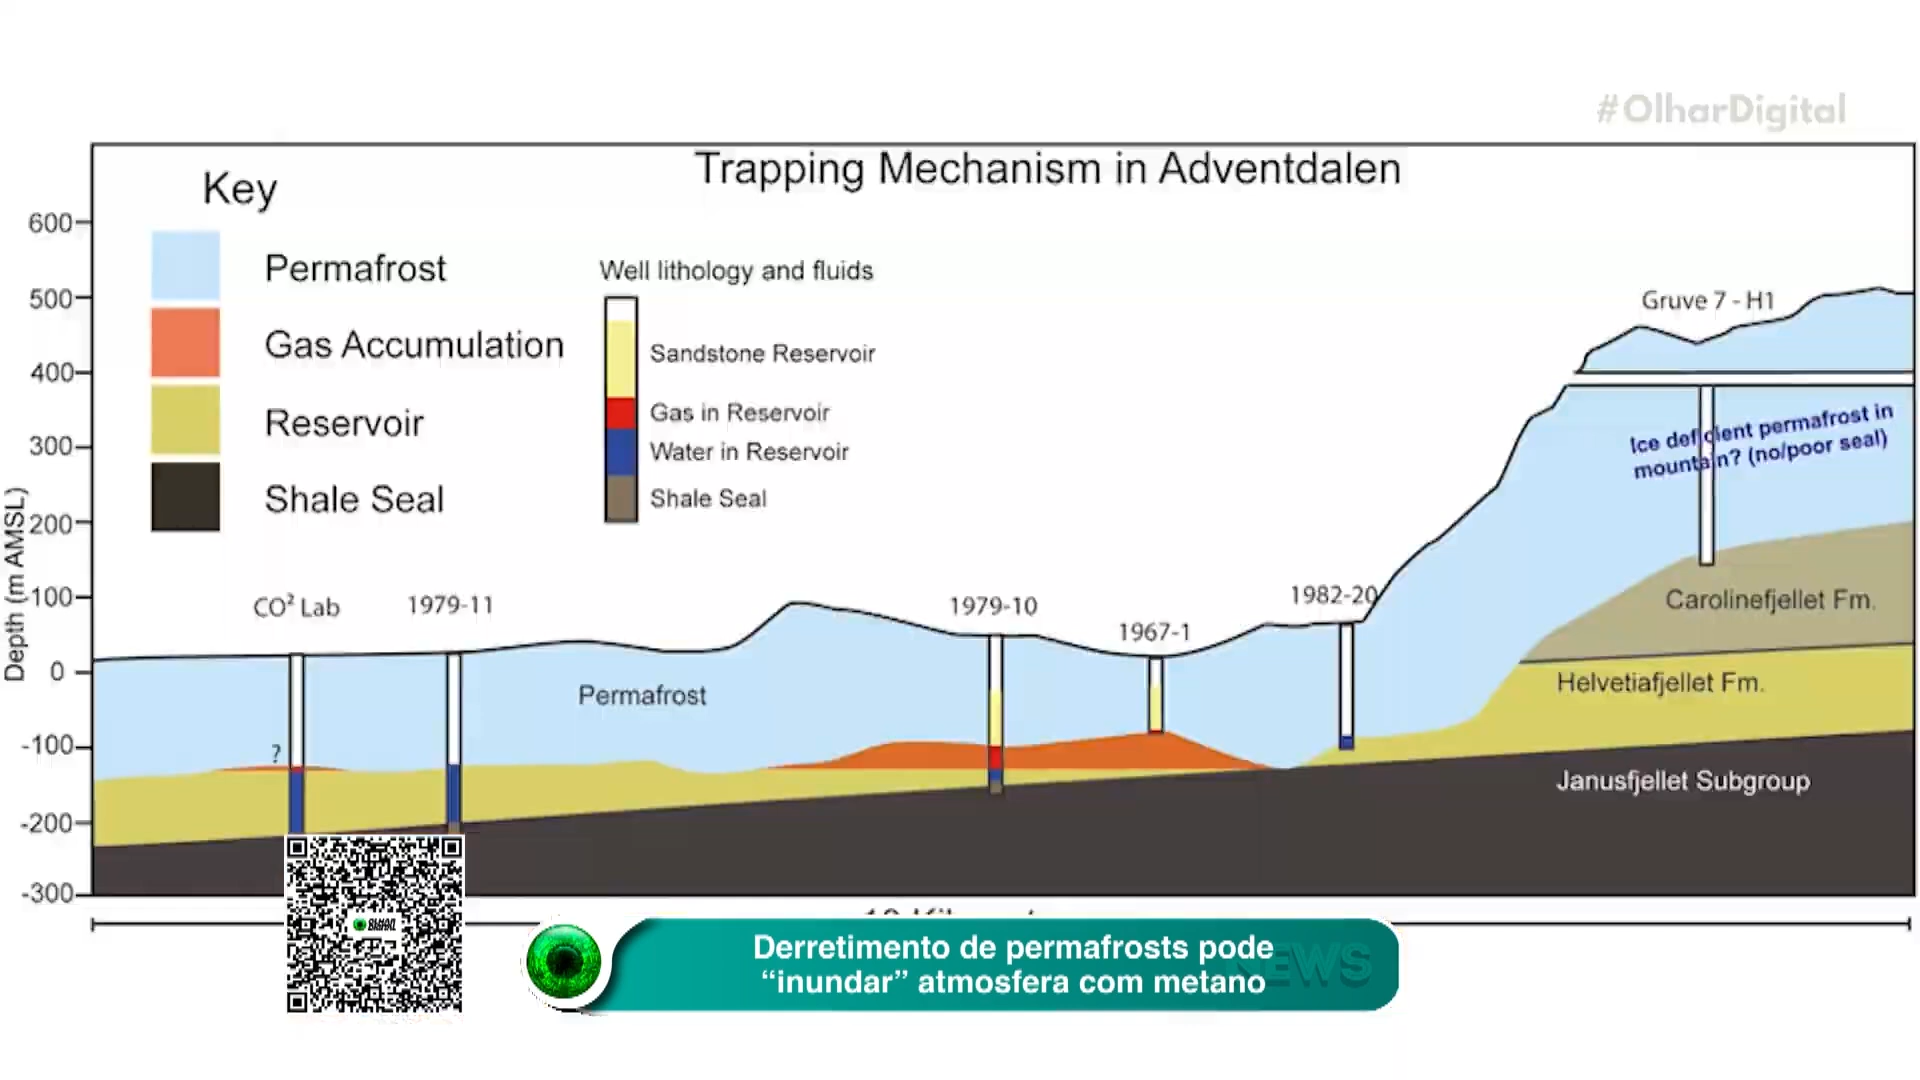 #OlharDigital
Trapping Mechanism in Adventdalen
Key
Permafrost
Gas Accumulation
Reservoir
Shale Seal
Well lithology and fluids
Sandstone Reservoir
Gas in Reservoir
Water in Reservoir
Shale Seal
600
500
400
300
200
100
0
-100
-200
-300
Depth (m AMSL)
CO² Lab
1979-11
1979-10
1967-1
1982-20
Gruve 7 - H1
Ice deficient permafrost in
mountain? (no/poor seal)
?
Permafrost
Carolinefjellet Fm.
Helvetiafjellet Fm.
Janusfjellet Subgroup
Derretimento de permafrosts pode
“inundar” atmosfera com metano
NEWS